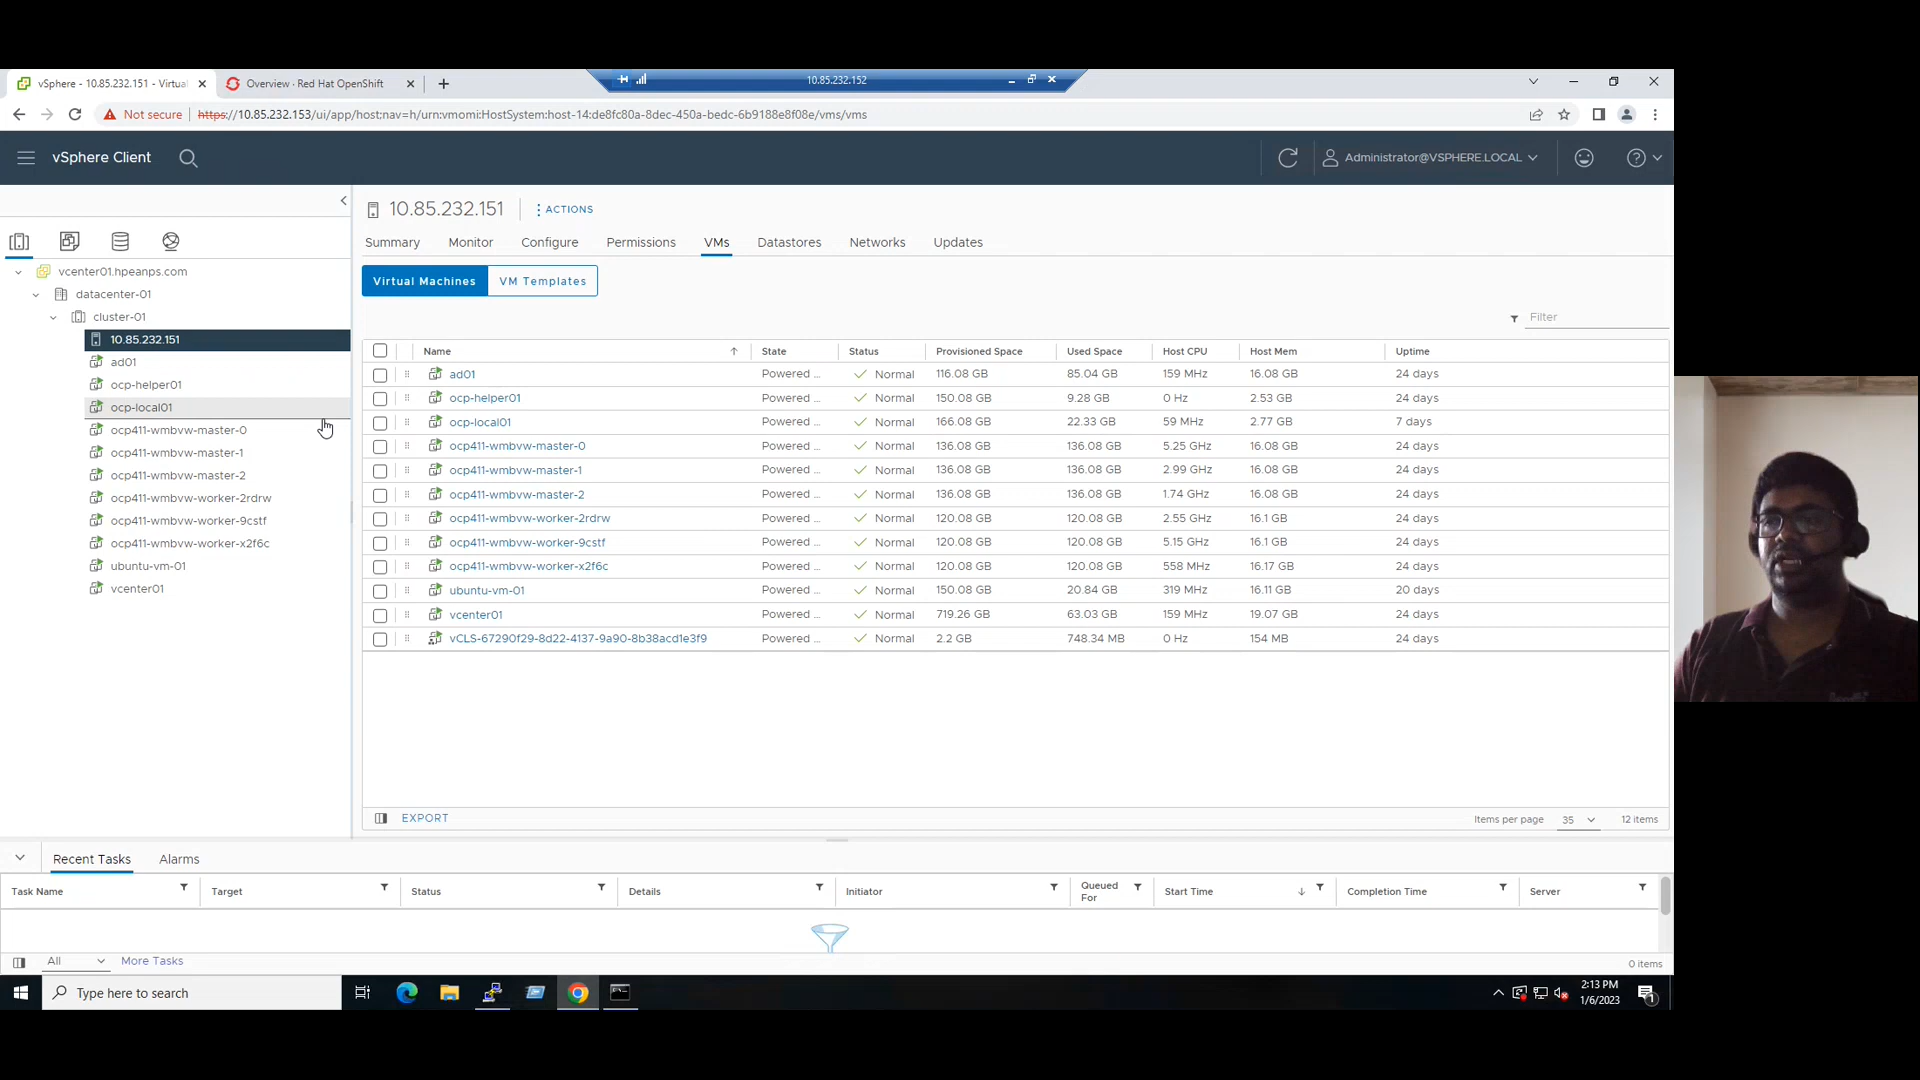 vSphere - 10.85.232.151 - Virtua
Overview · Red Hat OpenShift
10.85.232.152
Not secure
https://10.85.232.153/ui/app/host;nav=h/urn:vmomi:HostSystem:host-14:de8fc80a-8dec-450a-bedc-6b9188e8f08e/vms/vms
vSphere Client
Administrator@VSPHERE.LOCAL
10.85.232.151
ACTIONS
Summary Monitor Configure Permissions VMs Datastores Networks Updates
Virtual Machines VM Templates
vcenter01.hpeanps.com
datacenter-01
cluster-01
10.85.232.151
ad01
ocp-helper01
ocp-local01
ocp411-wmbvw-master-0
ocp411-wmbvw-master-1
ocp411-wmbvw-master-2
ocp411-wmbvw-worker-2rdrw
ocp411-wmbvw-worker-9cstf
ocp411-wmbvw-worker-x2f6c
ubuntu-vm-01
vcenter01
Filter
Name State Status Provisioned Space Used Space Host CPU Host Mem Uptime
ad01 Powered ... Normal 116.08 GB 85.04 GB 159 MHz 16.08 GB 24 days
ocp-helper01 Powered ... Normal 150.08 GB 9.28 GB 0 Hz 2.53 GB 24 days
ocp-local01 Powered ... Normal 166.08 GB 22.33 GB 59 MHz 2.77 GB 7 days
ocp411-wmbvw-master-0 Powered ... Normal 136.08 GB 136.08 GB 5.25 GHz 16.08 GB 24 days
ocp411-wmbvw-master-1 Powered ... Normal 136.08 GB 136.08 GB 2.99 GHz 16.08 GB 24 days
ocp411-wmbvw-master-2 Powered ... Normal 136.08 GB 136.08 GB 1.74 GHz 16.08 GB 24 days
ocp411-wmbvw-worker-2rdrw Powered ... Normal 120.08 GB 120.08 GB 2.55 GHz 16.1 GB 24 days
ocp411-wmbvw-worker-9cstf Powered ... Normal 120.08 GB 120.08 GB 5.15 GHz 16.1 GB 24 days
ocp411-wmbvw-worker-x2f6c Powered ... Normal 120.08 GB 120.08 GB 558 MHz 16.17 GB 24 days
ubuntu-vm-01 Powered ... Normal 150.08 GB 20.84 GB 319 MHz 16.11 GB 20 days
vcenter01 Powered ... Normal 719.26 GB 63.03 GB 159 MHz 19.07 GB 24 days
vCLS-67290f29-8d22-4137-9a90-8b38acd1e3f9 Powered ... Normal 2.2 GB 748.34 MB 0 Hz 154 MB 24 days
EXPORT
Items per page 35 12 items
Recent Tasks Alarms
Task Name Target Status Details Initiator Queued For Start Time Completion Time Server
All More Tasks
0 items
Type here to search
2:13 PM
1/6/2023
1